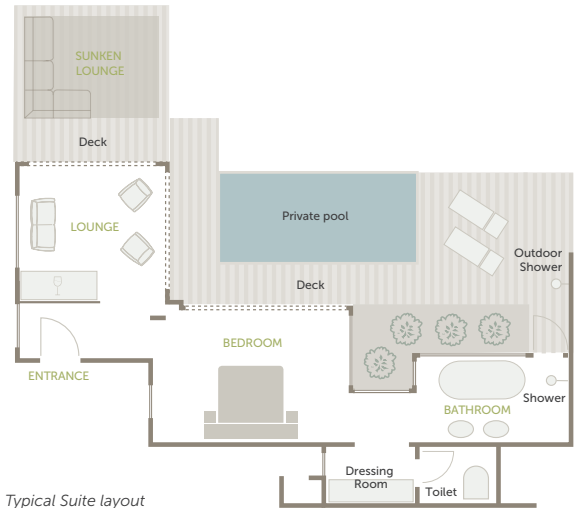 SUNKEN
LOUNGE
Deck
LOUNGE
Private pool
Outdoor
Shower
Deck
BEDROOM
ENTRANCE
Shower
BATHROOM
Dressing
Room
Toilet
Typical Suite layout